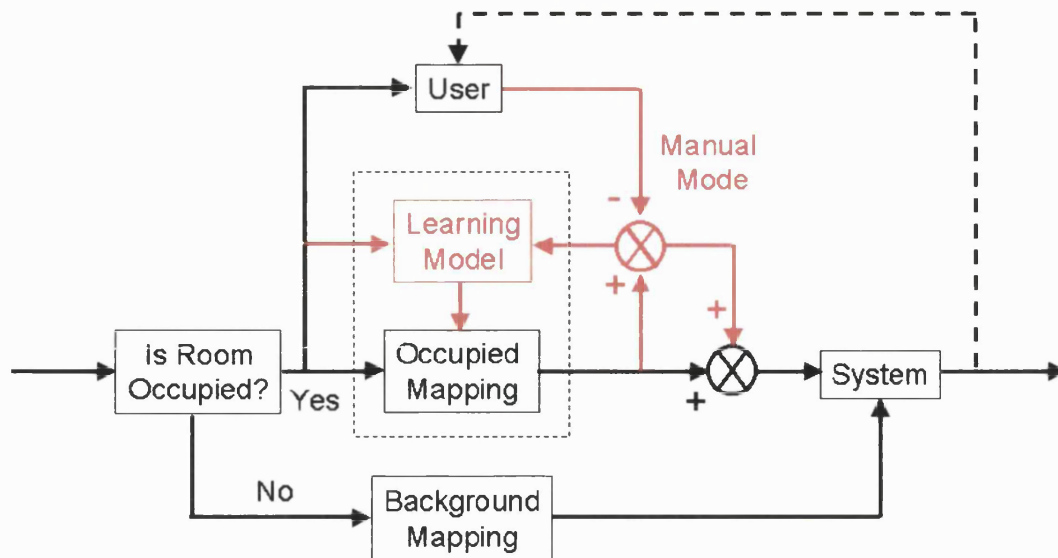 User
Manual
Mode
-
Learning
Model
+
+
is Room
Occupied?
Yes
Occupied
Mapping
+
System
No
Background
Mapping